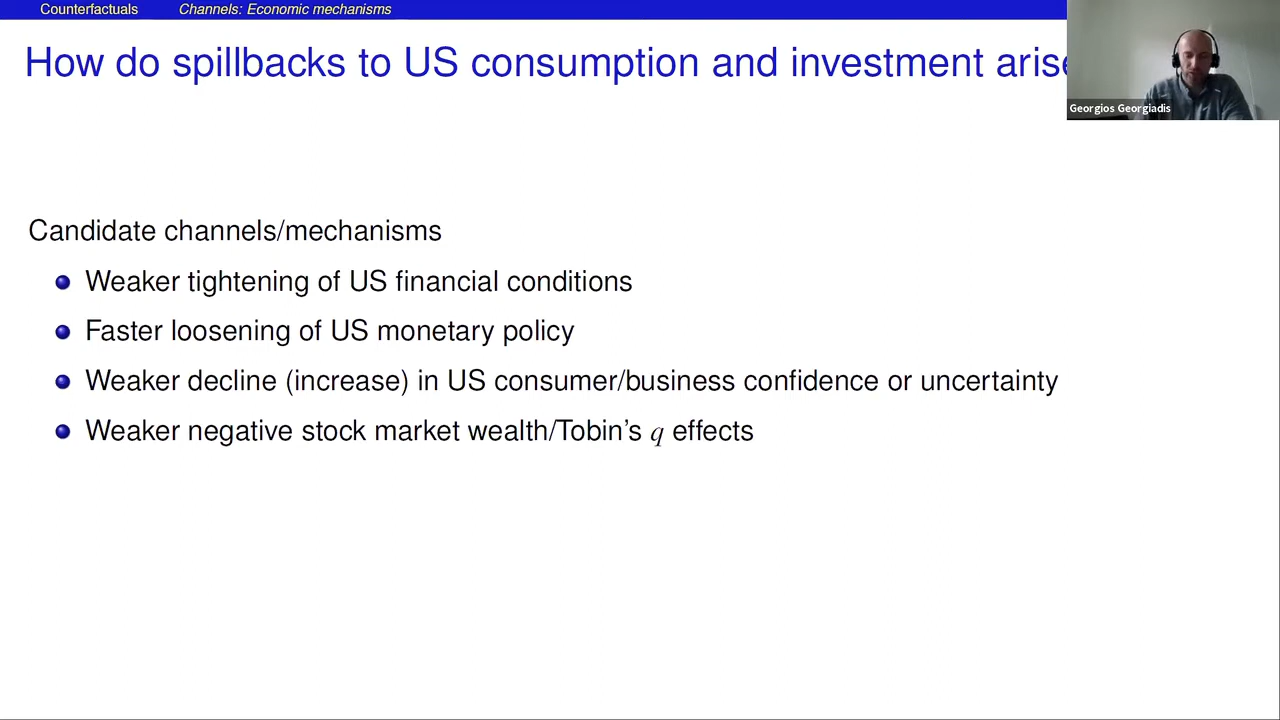 Counterfactuals Channels: Economic mechanisms
How do spillbacks to US consumption and investment arise
Georgios Georgiadis
Candidate channels/mechanisms
Weaker tightening of US financial conditions
Faster loosening of US monetary policy
Weaker decline (increase) in US consumer/business confidence or uncertainty
Weaker negative stock market wealth/Tobin's q effects